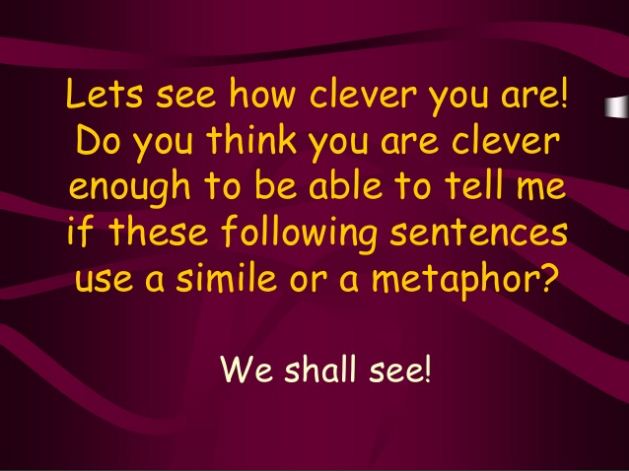 Lets see how clever you are!
Do you think you are clever
enough to be able to tell me
if these following sentences
use a simile or a metaphor?
We shall see!